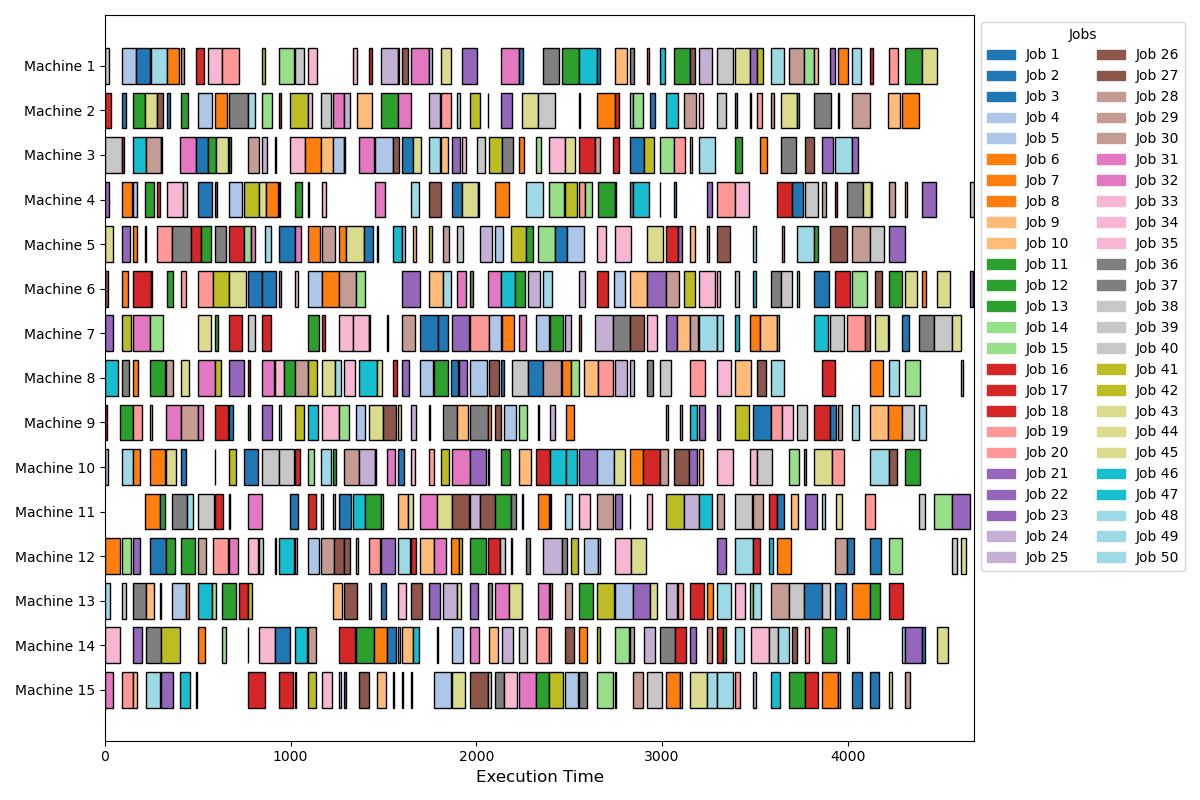 Machine 1
Machine 2
Machine 3
Machine 4
Machine 5
Machine 6
Machine 7
Machine 8
Machine 9
Machine 10
Machine 11
Machine 12
Machine 13
Machine 14
Machine 15
0 1000 2000 3000 4000
Execution Time
Jobs
Job 1
Job 2
Job 3
Job 4
Job 5
Job 6
Job 7
Job 8
Job 9
Job 10
Job 11
Job 12
Job 13
Job 14
Job 15
Job 16
Job 17
Job 18
Job 19
Job 20
Job 21
Job 22
Job 23
Job 24
Job 25
Job 26
Job 27
Job 28
Job 29
Job 30
Job 31
Job 32
Job 33
Job 34
Job 35
Job 36
Job 37
Job 38
Job 39
Job 40
Job 41
Job 42
Job 43
Job 44
Job 45
Job 46
Job 47
Job 48
Job 49
Job 50